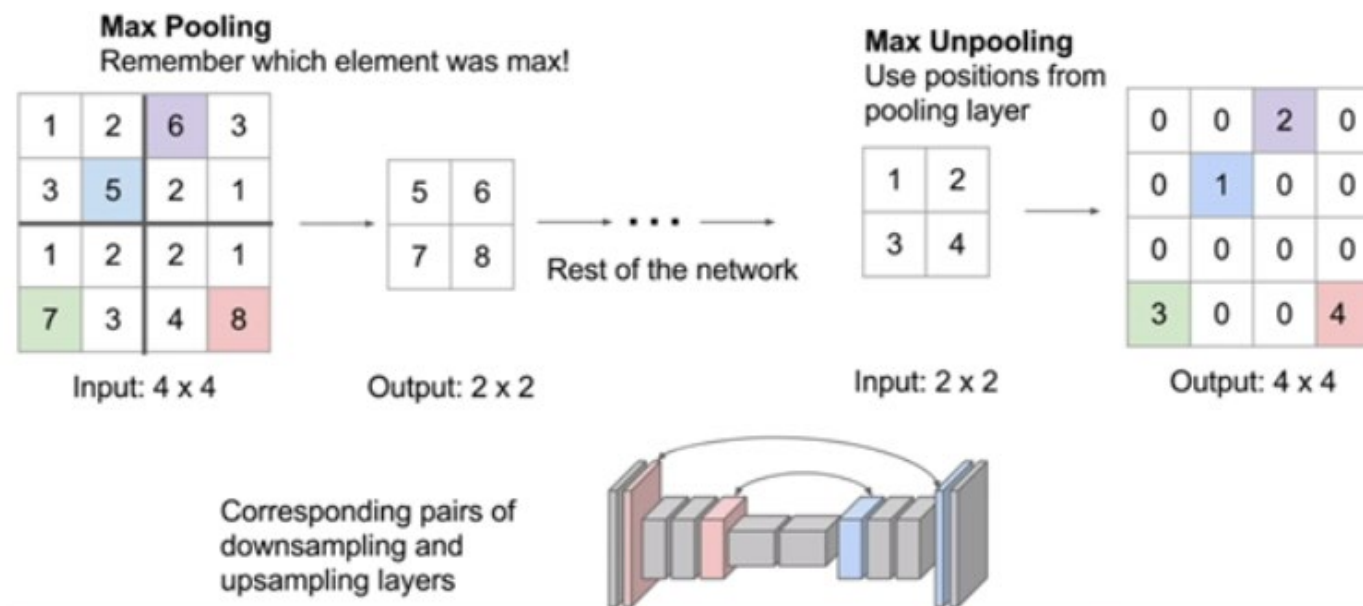 Max Pooling
Remember which element was max!
1 2 6 3
3 5 2 1
1 2 2 1
7 3 4 8
Input: 4 x 4
5 6
7 8
Output: 2 x 2
...
Rest of the network
Max Unpooling
Use positions from
pooling layer
1 2
3 4
Input: 2 x 2
0 0 2 0
0 1 0 0
0 0 0 0
3 0 0 4
Output: 4 x 4
Corresponding pairs of
downsampling and
upsampling layers